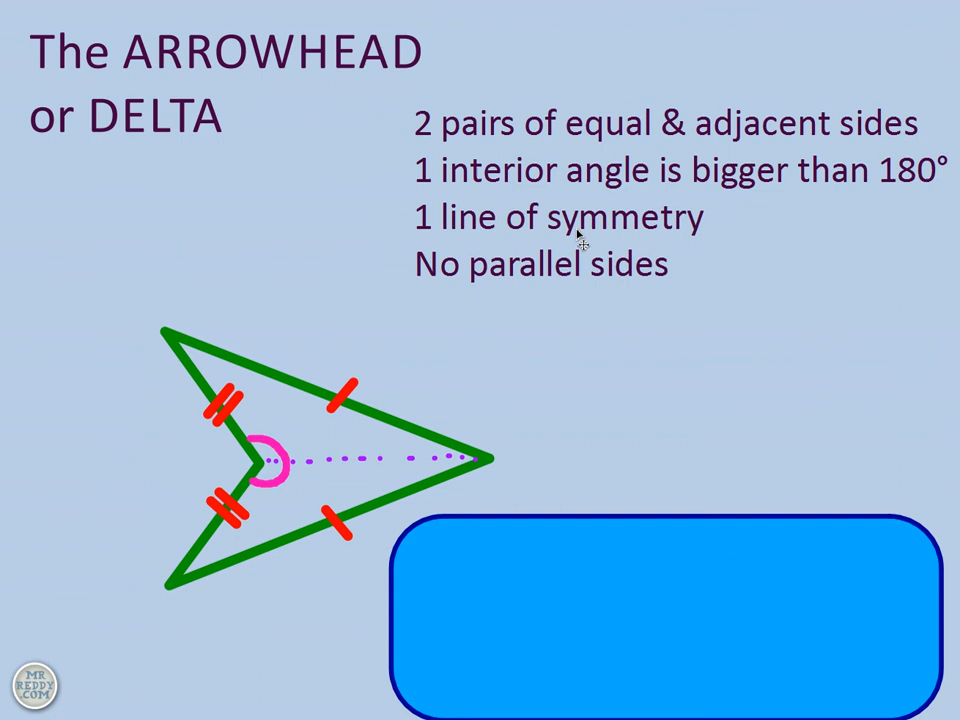 The ARROWHEAD
or DELTA
2 pairs of equal & adjacent sides
1 interior angle is bigger than 180°
1 line of symmetry
No parallel sides
MR
REDDY
.COM